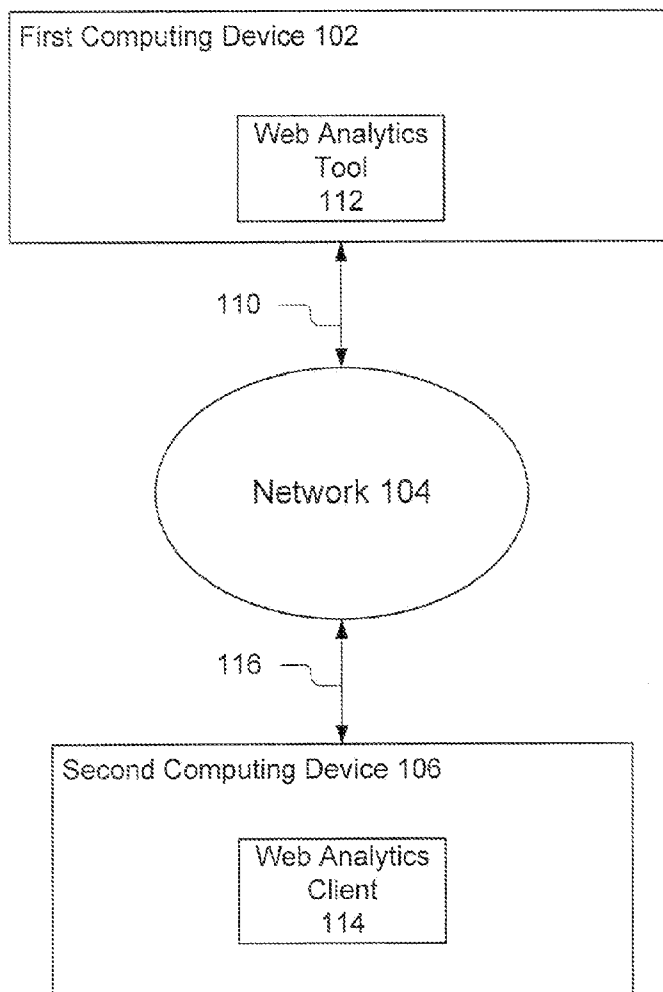 First Computing Device 102
Web Analytics
Tool
112
110
Network 104
116
Second Computing Device 106
Web Analytics
Client
114